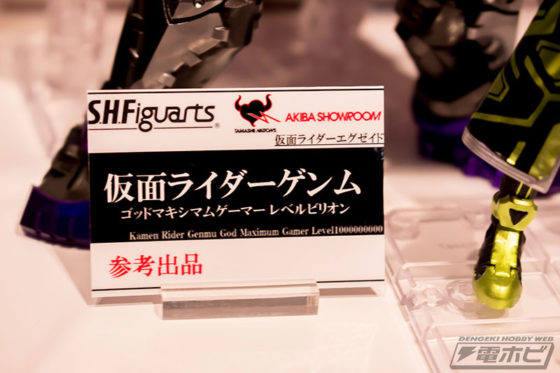 S.H.Figuarts®
TAMASHII NATIONS
AKIBA SHOWROOM
仮面ライダーエグゼイド
仮面ライダーゲンム
ゴッドマキシマムゲーマー レベルビリオン
Kamen Rider Genmu God Maximum Gamer Level1000000000
参考出品
DENGEKI HOBBY WEB
電ホビ